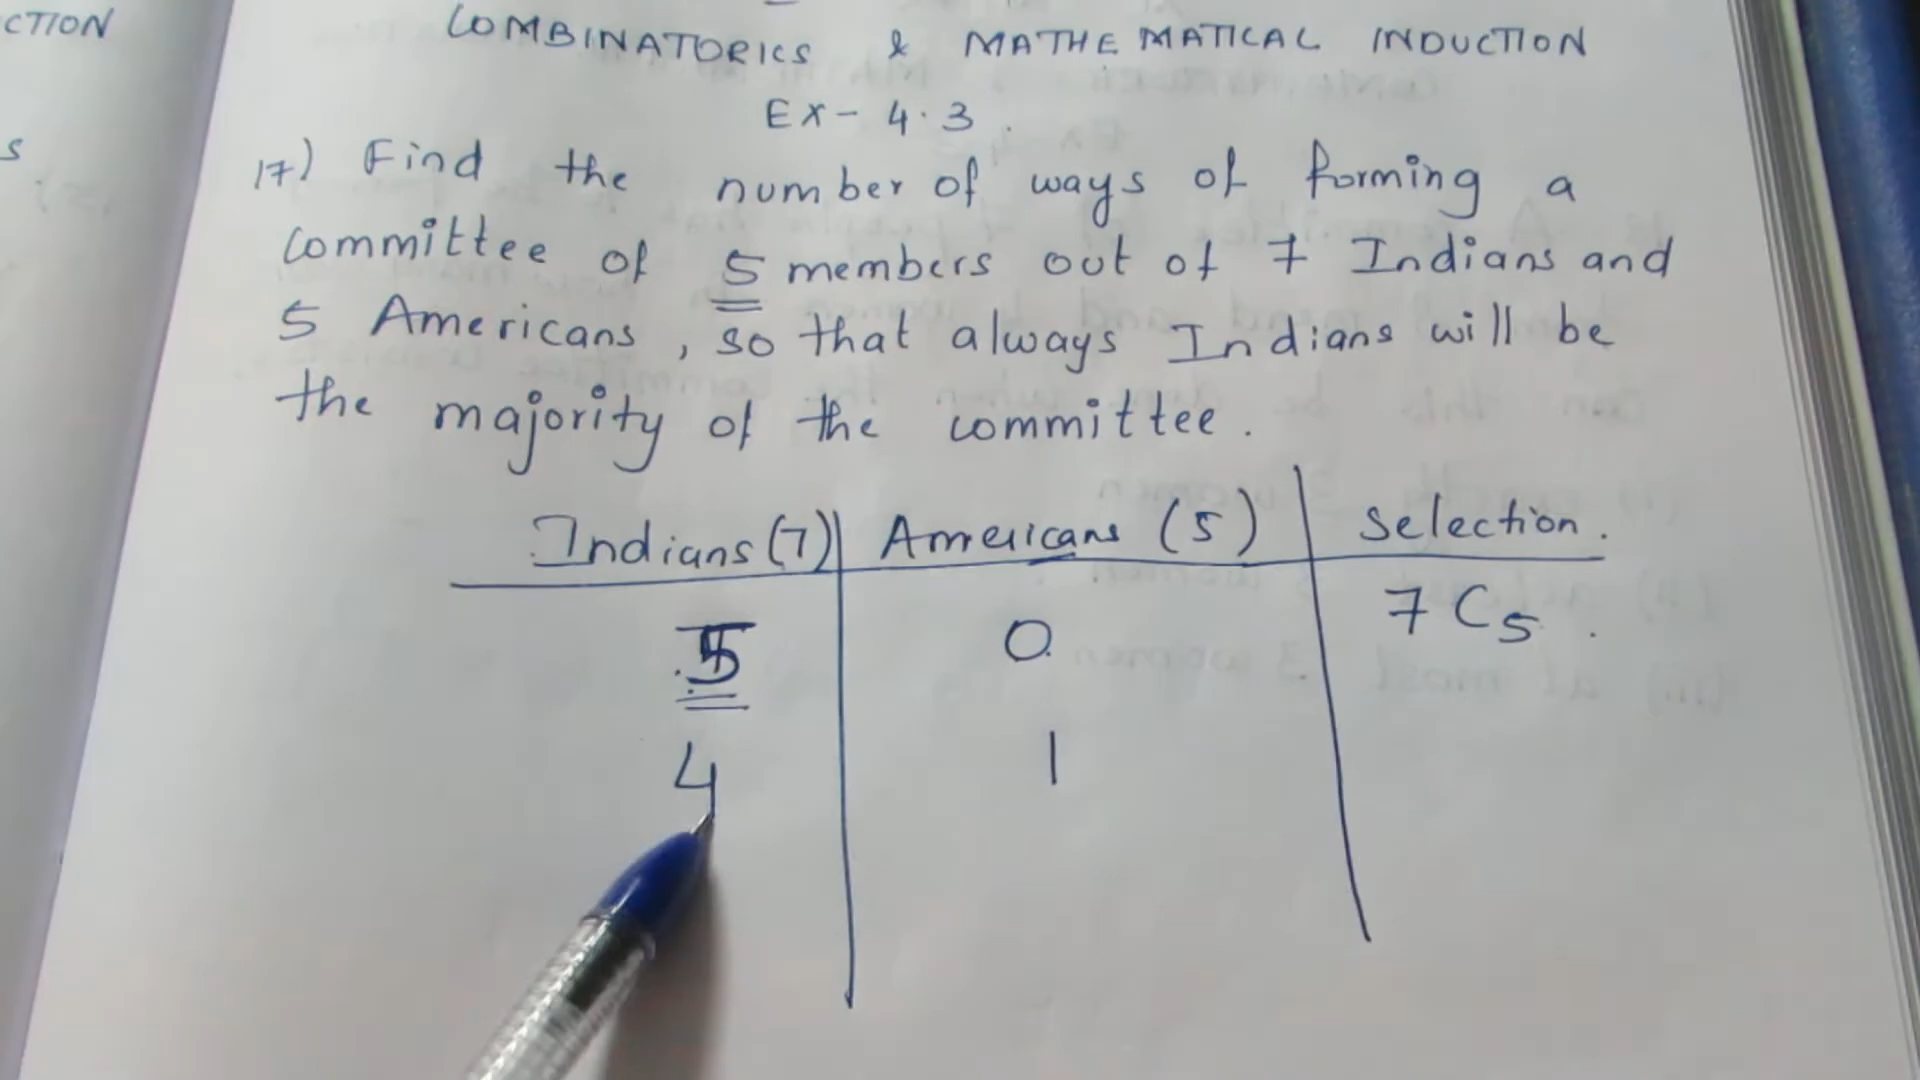 CTION
S
COMBINATORICS & MATHEMATICAL INDUCTION
EX- 4.3.
17) Find the number of ways of forming a
committee of 5 members out of 7 Indians and
5 Americans, so that always Indians will be
the majority of the committee.
Indians (7) Americans (5) Selection.
5 0 7C5.
4 1